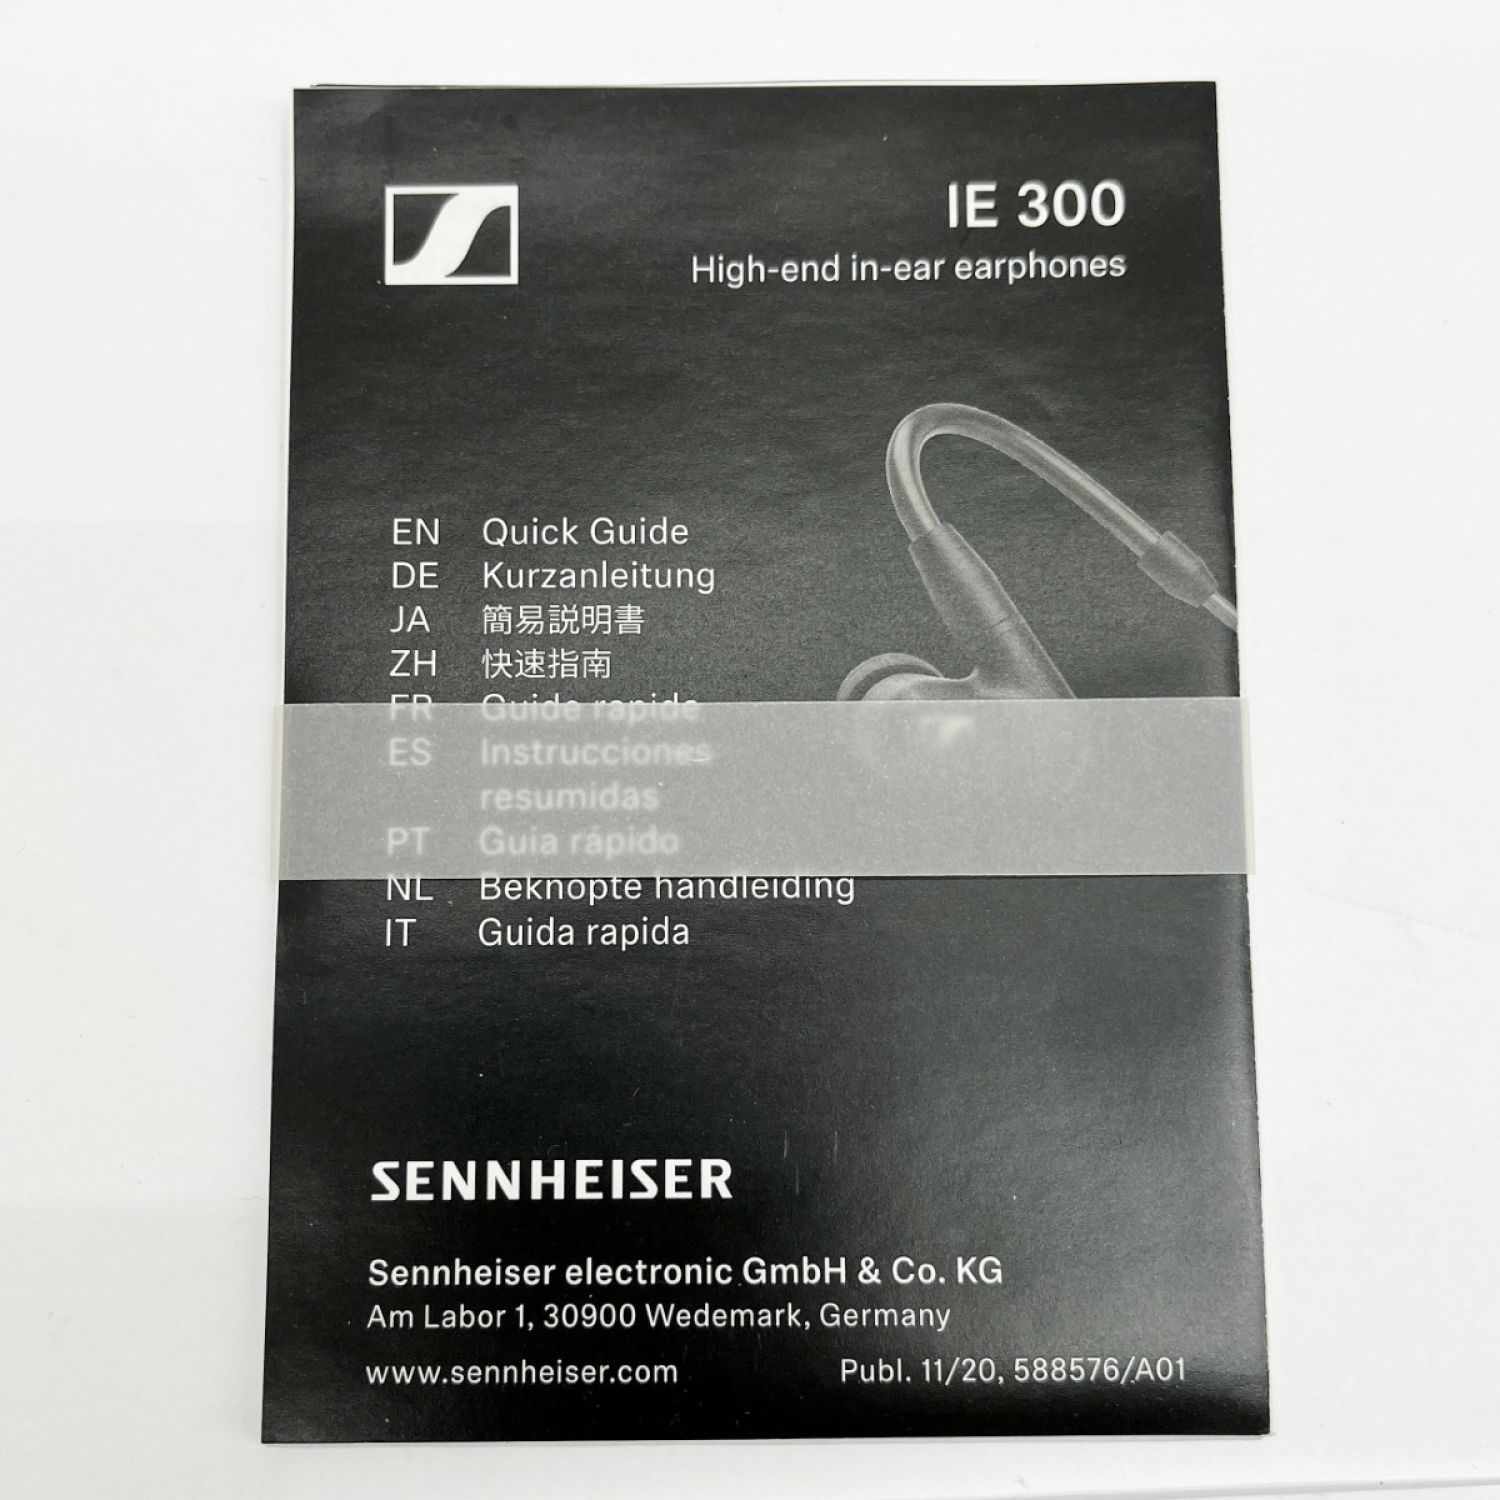 IE 300
High-end in-ear earphones
EN Quick Guide
DE Kurzanleitung
JA 簡易説明書
ZH 快速指南
FR Guide rapide
ES Instrucciones
resumidas
PT Guia rápido
NL Beknopte handleiding
IT Guida rapida
SENNHEISER
Sennheiser electronic GmbH & Co. KG
Am Labor 1, 30900 Wedemark, Germany
www.sennheiser.com Publ. 11/20, 588576/A01